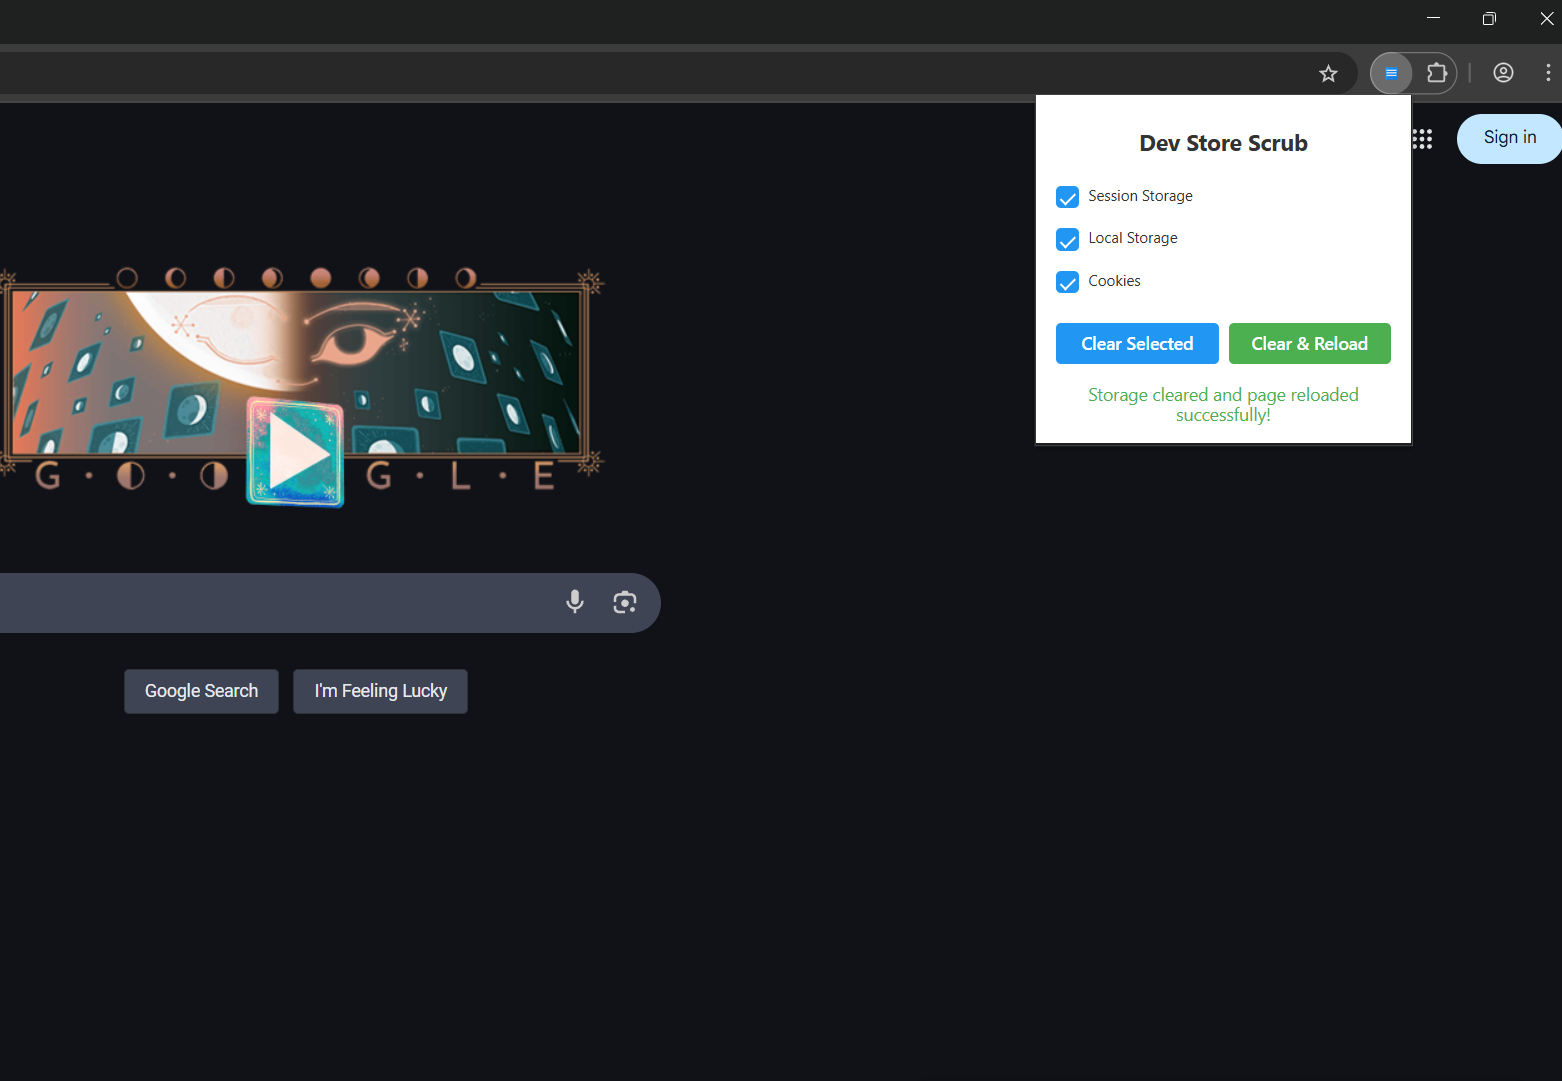 Dev Store Scrub
Sign in
Session Storage
Local Storage
Cookies
Clear Selected
Clear & Reload
Storage cleared and page reloaded
successfully!
G · O · O G · L · E
Google Search
I'm Feeling Lucky